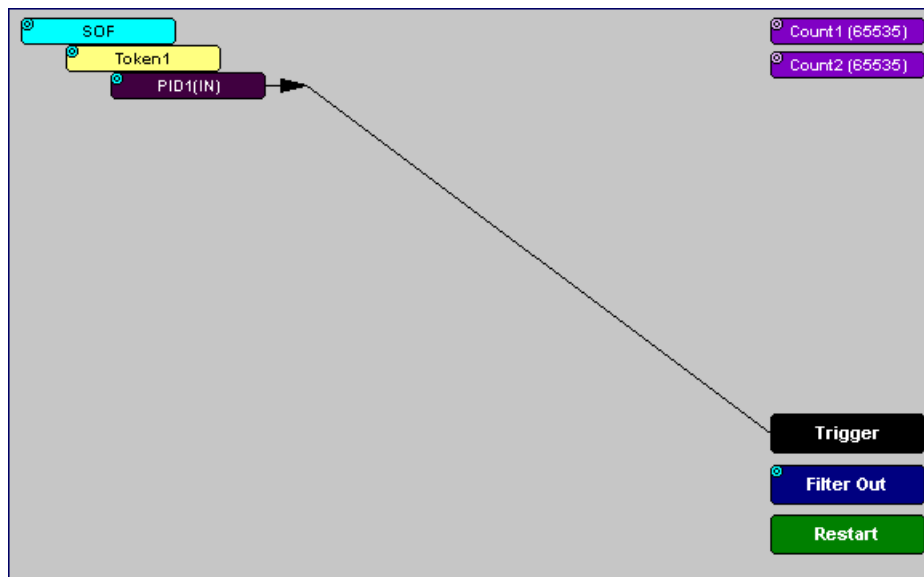 SOF
Count1 (65535)
Token1
Count2 (65535)
PID1(IN)
Trigger
Filter Out
Restart